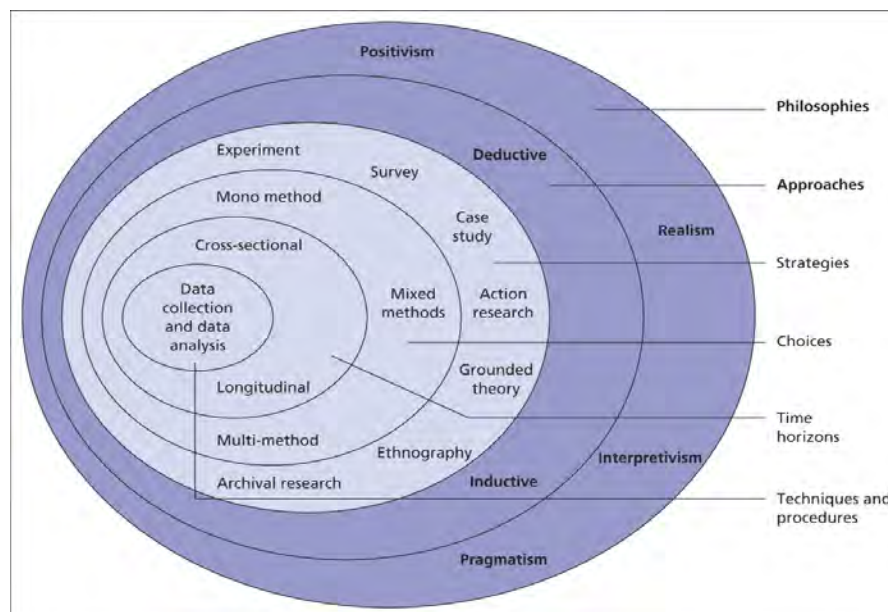 Positivism
Philosophies
Experiment
Survey
Deductive
Mono method
Approaches
Case
study
Realism
Cross-sectional
Strategies
Data
collection
and data
analysis
Mixed
methods
Action
research
Choices
Grounded
theory
Longitudinal
Time
horizons
Multi-method
Ethnography
Interpretivism
Archival research
Inductive
Techniques and
procedures
Pragmatism